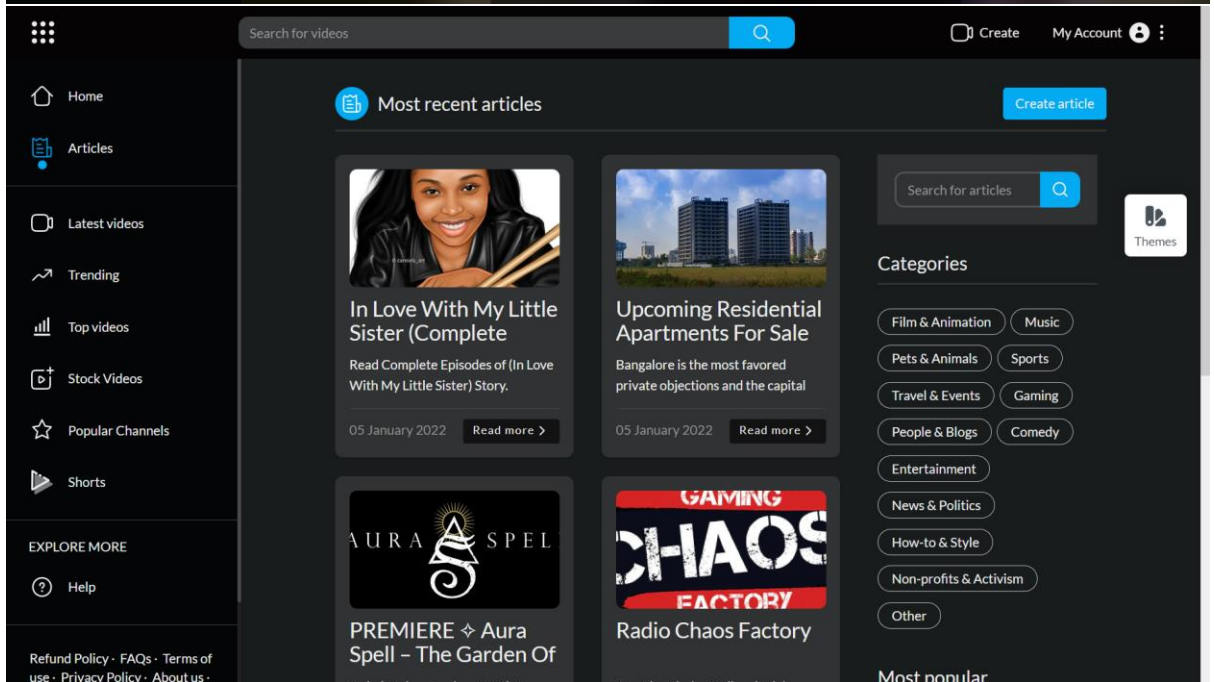 Search for videos
Create
My Account
Home
Articles
Latest videos
Trending
Top videos
Stock Videos
Popular Channels
Shorts
EXPLORE MORE
Help
Refund Policy · FAQs · Terms of
use · Privacy Policy · About us ·
Most recent articles
Create article
In Love With My Little
Sister (Complete
Read Complete Episodes of (In Love
With My Little Sister) Story.
05 January 2022
Read more >
Upcoming Residential
Apartments For Sale
Bangalore is the most favored
private objections and the capital
05 January 2022
Read more >
AURA SPEL
PREMIERE ✧ Aura
Spell – The Garden Of
GAMING
CHAOS
FACTORY
Radio Chaos Factory
Search for articles
Categories
Film & Animation
Music
Pets & Animals
Sports
Travel & Events
Gaming
People & Blogs
Comedy
Entertainment
News & Politics
How-to & Style
Non-profits & Activism
Other
Most popular
Themes